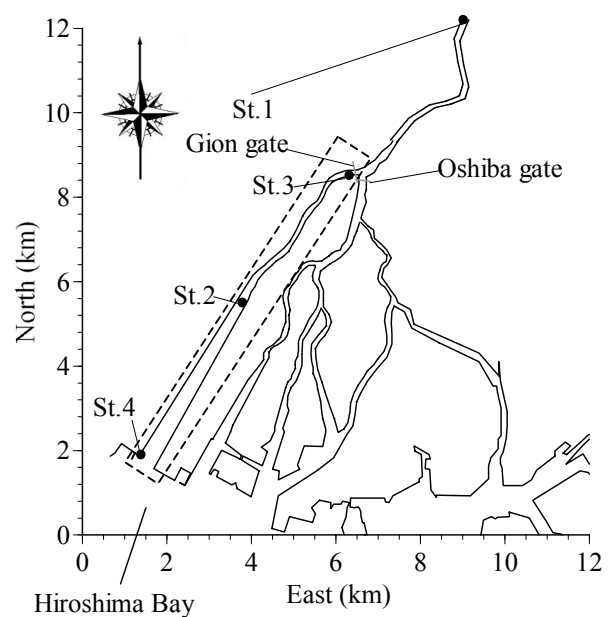 12
10
8
6
4
2
0
North (km)
St.1
Gion gate
Oshiba gate
St.3
St.2
St.4
0 2 4 6 8 10 12
East (km)
Hiroshima Bay